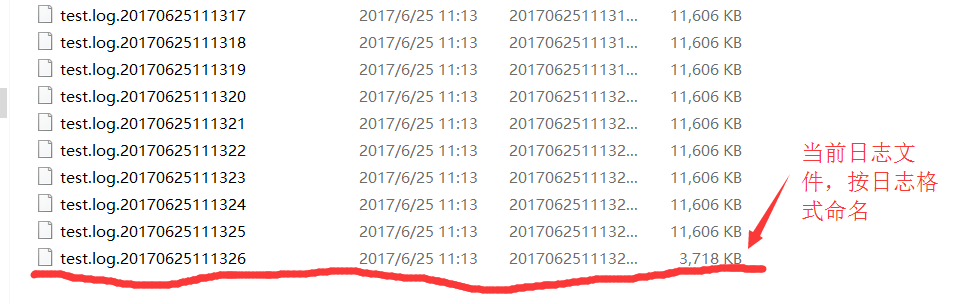 test.log.20170625111317 2017/6/25 11:13 2017062511131... 11,606 KB
test.log.20170625111318 2017/6/25 11:13 2017062511131... 11,606 KB
test.log.20170625111319 2017/6/25 11:13 2017062511131... 11,606 KB
test.log.20170625111320 2017/6/25 11:13 2017062511132... 11,606 KB
test.log.20170625111321 2017/6/25 11:13 2017062511132... 11,606 KB
test.log.20170625111322 2017/6/25 11:13 2017062511132... 11,606 KB
test.log.20170625111323 2017/6/25 11:13 2017062511132... 11,606 KB
test.log.20170625111324 2017/6/25 11:13 2017062511132... 11,606 KB
test.log.20170625111325 2017/6/25 11:13 2017062511132... 11,606 KB
test.log.20170625111326 2017/6/25 11:13 2017062511132... 3,718 KB
当前日志文
件，按日志格
式命名